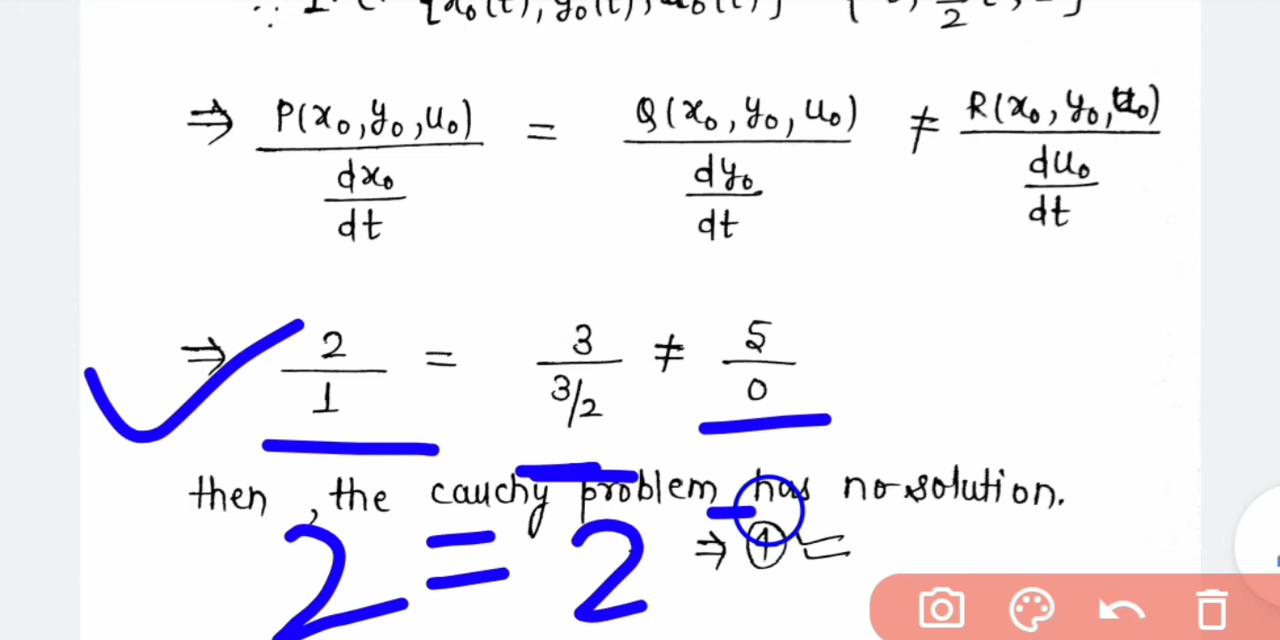 ⇒ P(x₀,y₀,u₀) / (dx₀/dt) = Q(x₀,y₀,u₀) / (dy₀/dt) ≠ R(x₀,y₀,u₀) / (du₀/dt)
⇒ 2/1 = 3/(3/2) ≠ 5/0
then, the cauchy problem has no solution.
2 = 2 ⇒ ① =